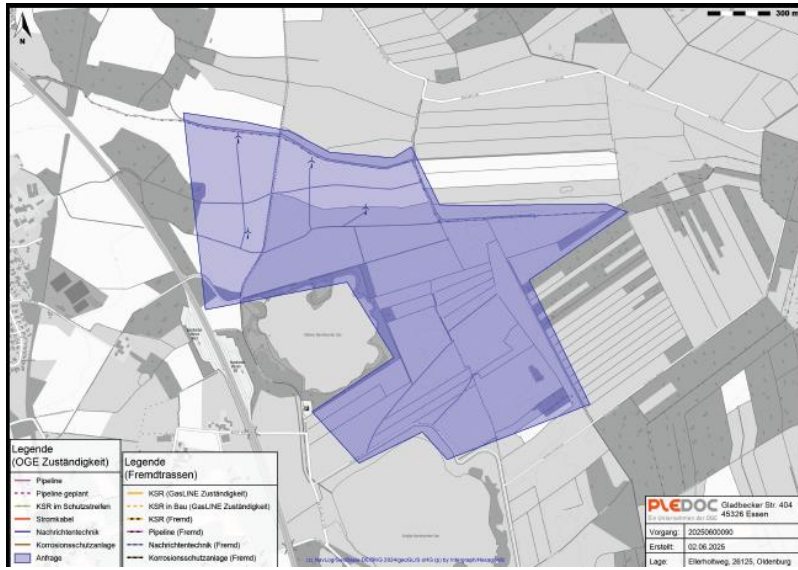 N
300 m
Legende
(OGE Zuständigkeit)
Pipeline
Pipeline geplant
KSR im Schutzstreifen
Stromkabel
Nachrichtentechnik
Korrosionsschutzanlage
Anfrage
Legende
(Fremdtrassen)
KSR (GasLINE Zuständigkeit)
KSR in Bau (GasLINE Zuständigkeit)
KSR (Fremd)
Pipeline (Fremd)
Nachrichtentechnik (Fremd)
Korrosionsschutzanlage (Fremd)
PLEDOC
Ein Unternehmen der OGE
Gladbecker Str. 404
45326 Essen
Vorgang: 20250600090
Erstellt: 02.06.2025
Lage: Ellerholtweg, 26125, Oldenburg